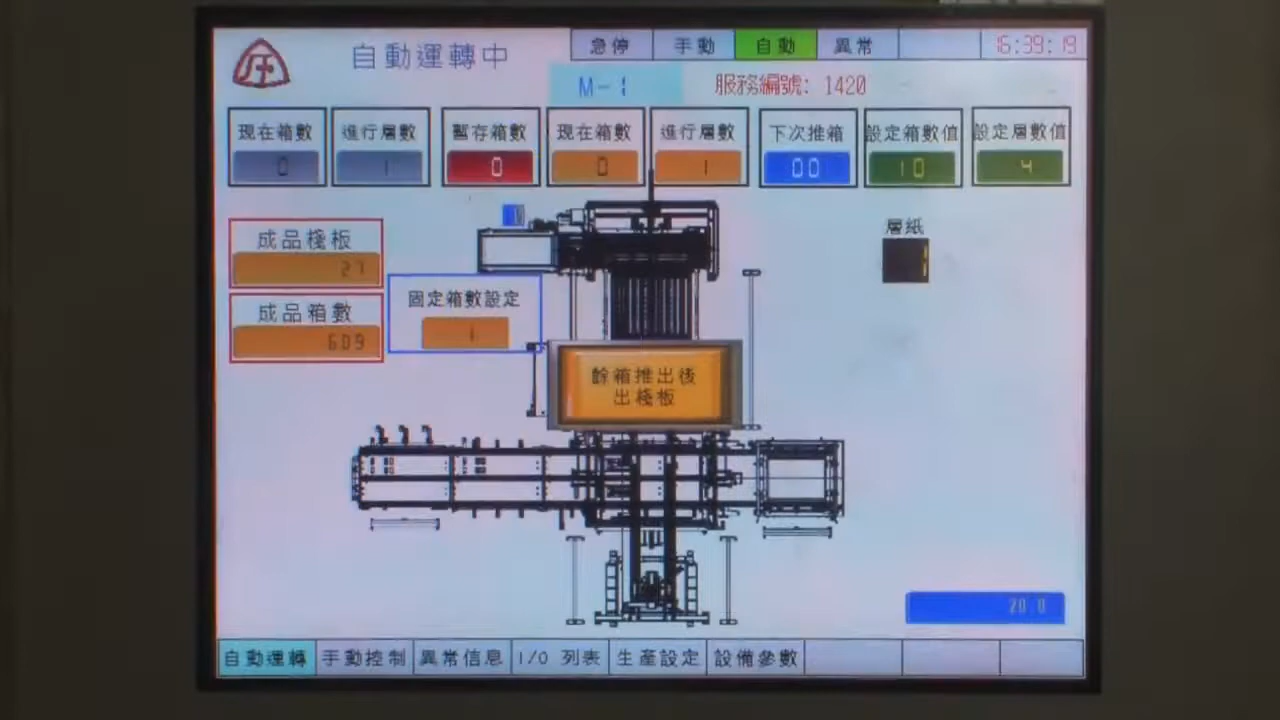 自動運轉中
急停 手動 自動 異常
16:39:19
M-1
服務編號: 1420
現在箱數 進行層數 暫存箱數 現在箱數 進行層數 下次推箱 設定箱數值 設定層數值
0 1 0 0 1 00 10 4
成品棧板
27
成品箱數
609
固定箱數設定
1
層紙
1
餘箱推出後
出棧板
20.0
自動運轉 手動控制 異常信息 I/O 列表 生產設定 設備參數